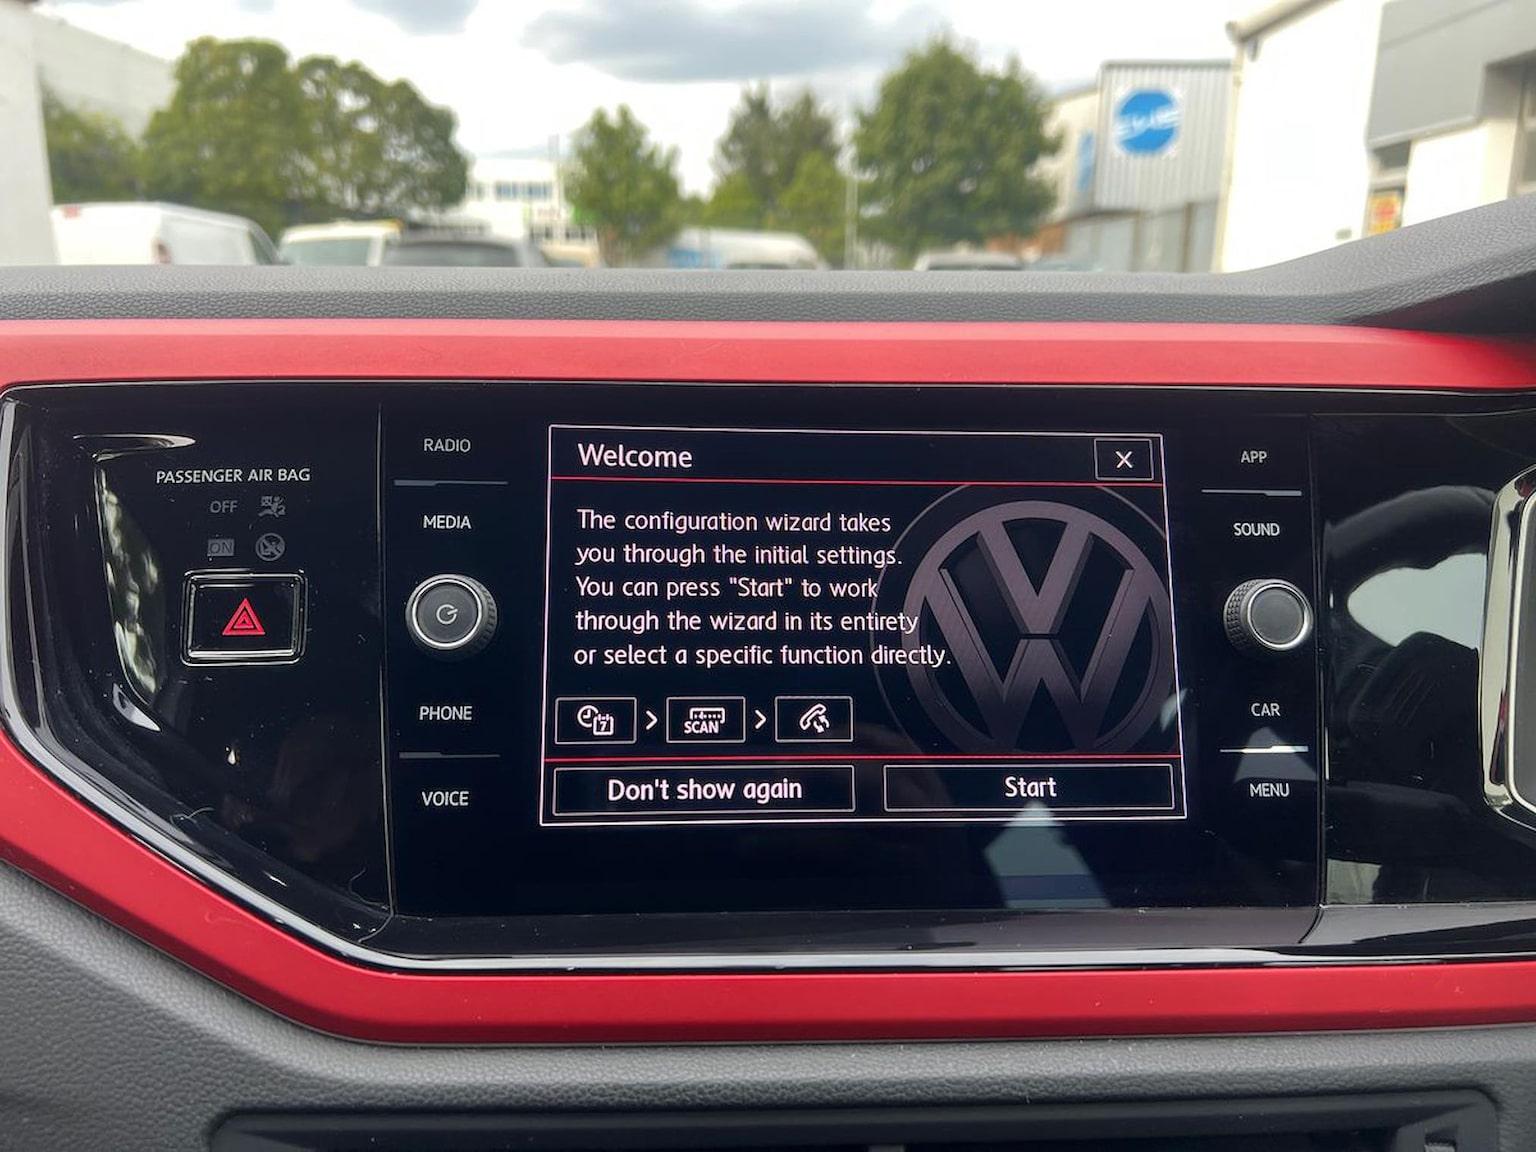 PASSENGER AIR BAG
OFF
ON
RADIO
MEDIA
PHONE
VOICE
Welcome
X
The configuration wizard takes
you through the initial settings.
You can press "Start" to work
through the wizard in its entirety
or select a specific function directly.
7
SCAN
Don't show again
Start
APP
SOUND
CAR
MENU